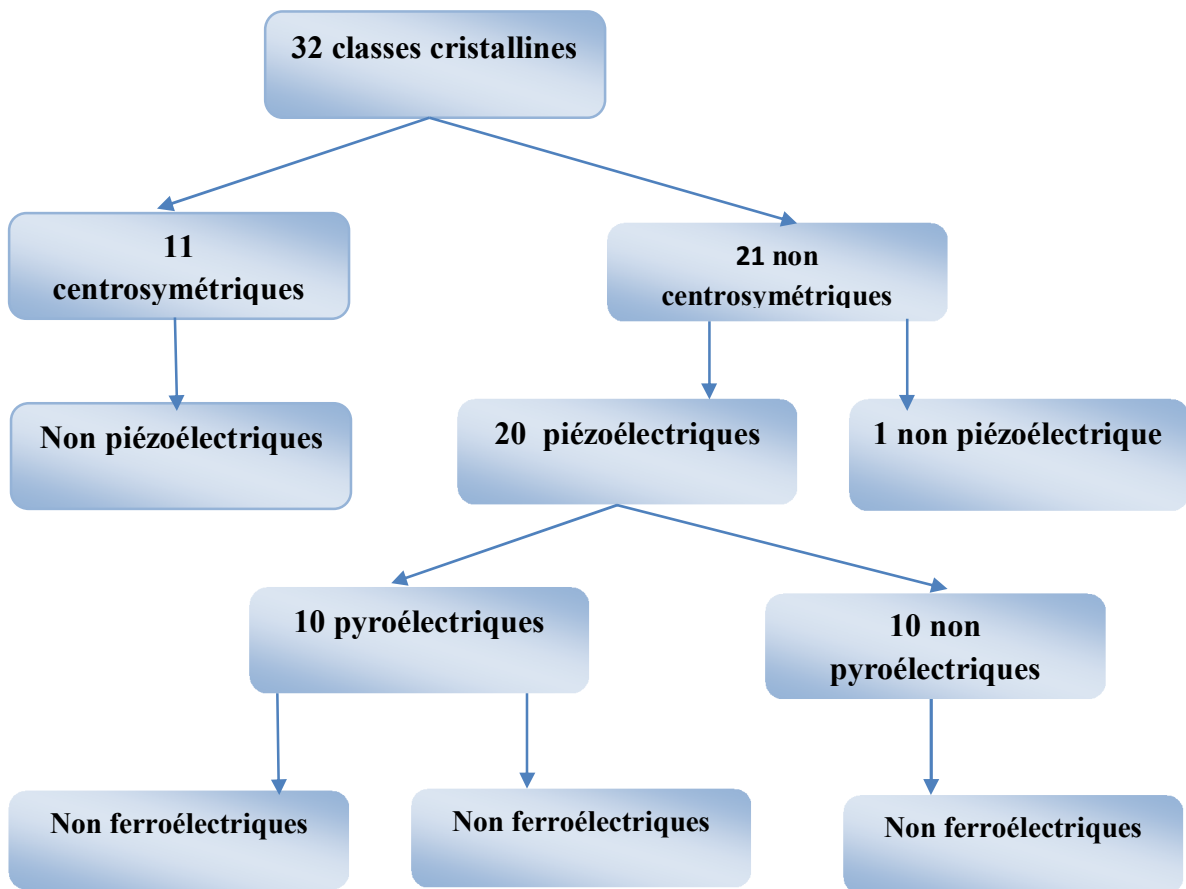 32 classes cristallines
11
centrosymétriques
21 non
centrosymétriques
Non piézoélectriques
20 piézoélectriques
1 non piézoélectrique
10 pyroélectriques
10 non
pyroélectriques
Non ferroélectriques
Non ferroélectriques
Non ferroélectriques